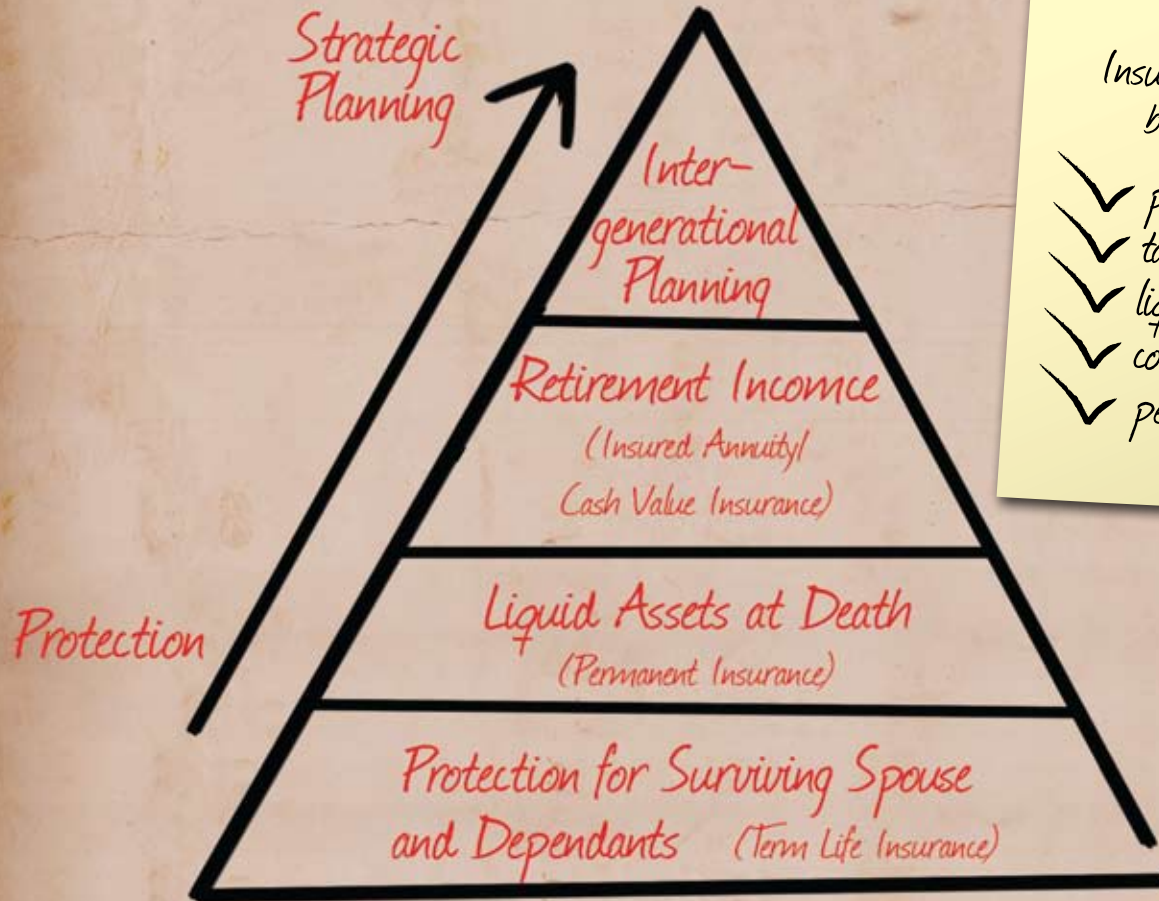 Strategic
Planning
Inter-
generational
Planning
Retirement Incomce
(Insured Annuity/
Cash Value Insurance)
Protection
Liquid Assets at Death
(Permanent Insurance)
Protection for Surviving Spouse
and Dependants (Term Life Insurance)